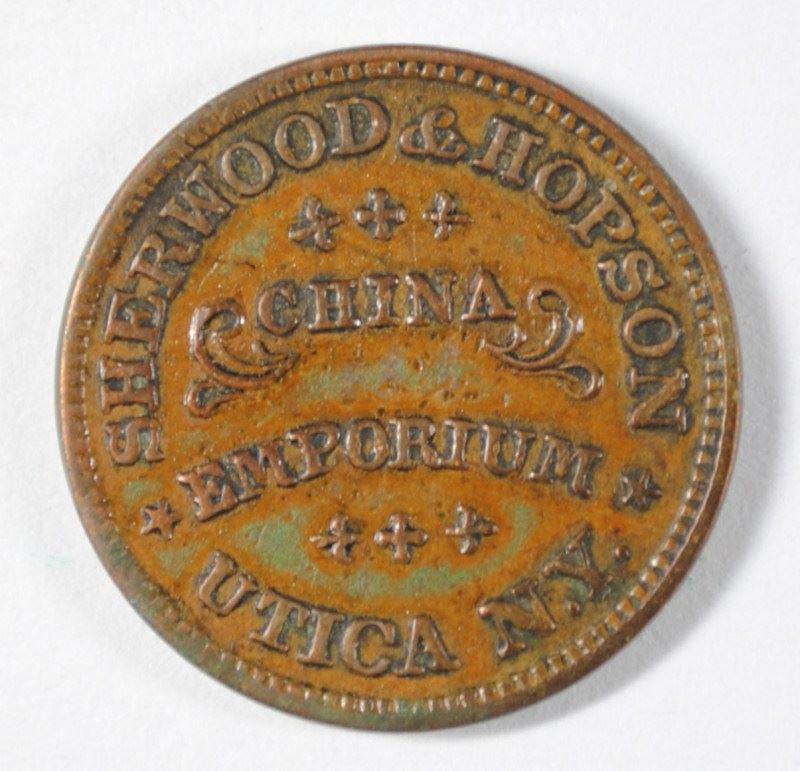 SHERWOOD & HOPSON
CHINA
EMPORIUM
UTICA N.Y.